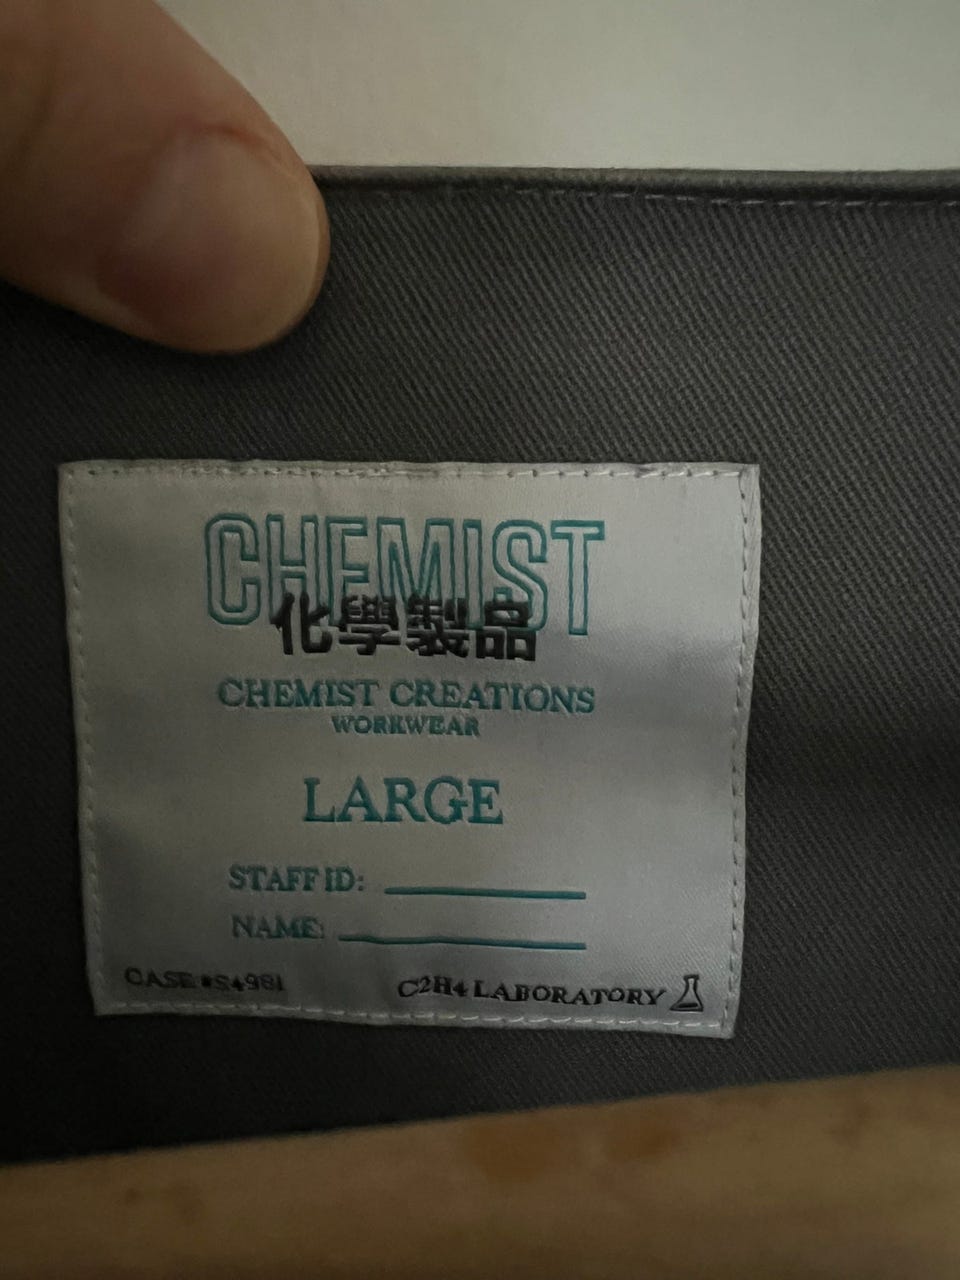 CHEMIST
化學製品
CHEMIST CREATIONS
WORKWEAR
LARGE
STAFF ID:
NAME:
CASE #S4981
C2H4 LABORATORY